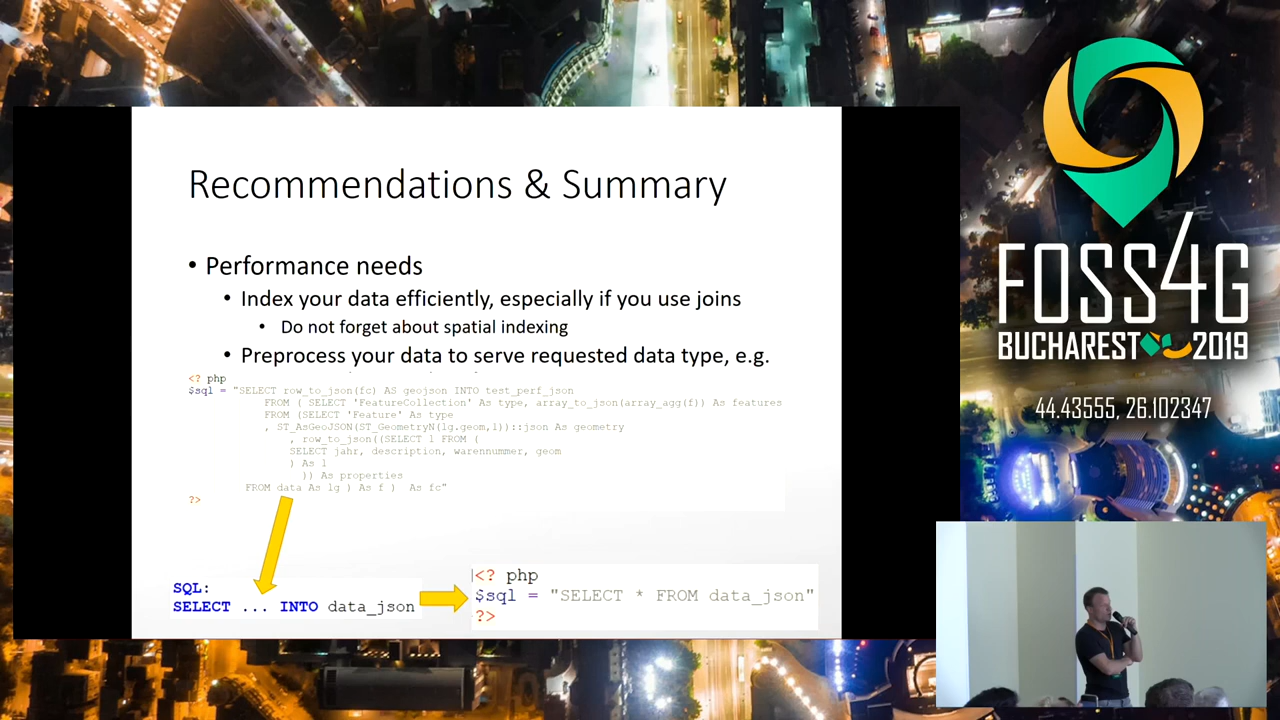 Recommendations & Summary
• Performance needs
• Index your data efficiently, especially if you use joins
• Do not forget about spatial indexing
• Preprocess your data to serve requested data type, e.g.
<? php
$sql = "SELECT row_to_json(fc) AS geojson INTO test_perf_json
FROM ( SELECT 'FeatureCollection' As type, array_to_json(array_agg(f)) As features
FROM (SELECT 'Feature' As type
, ST_AsGeoJSON(ST_GeometryN(lg.geom,1))::json As geometry
, row_to_json((SELECT l FROM (
SELECT jahr, description, warennummer, geom
) As l
)) As properties
FROM data As lg ) As f ) As fc"
?>
SQL:
SELECT ... INTO data_json
<? php
$sql = "SELECT * FROM data_json"
?>
FOSS4G
BUCHAREST 2019
44.43555, 26.102347